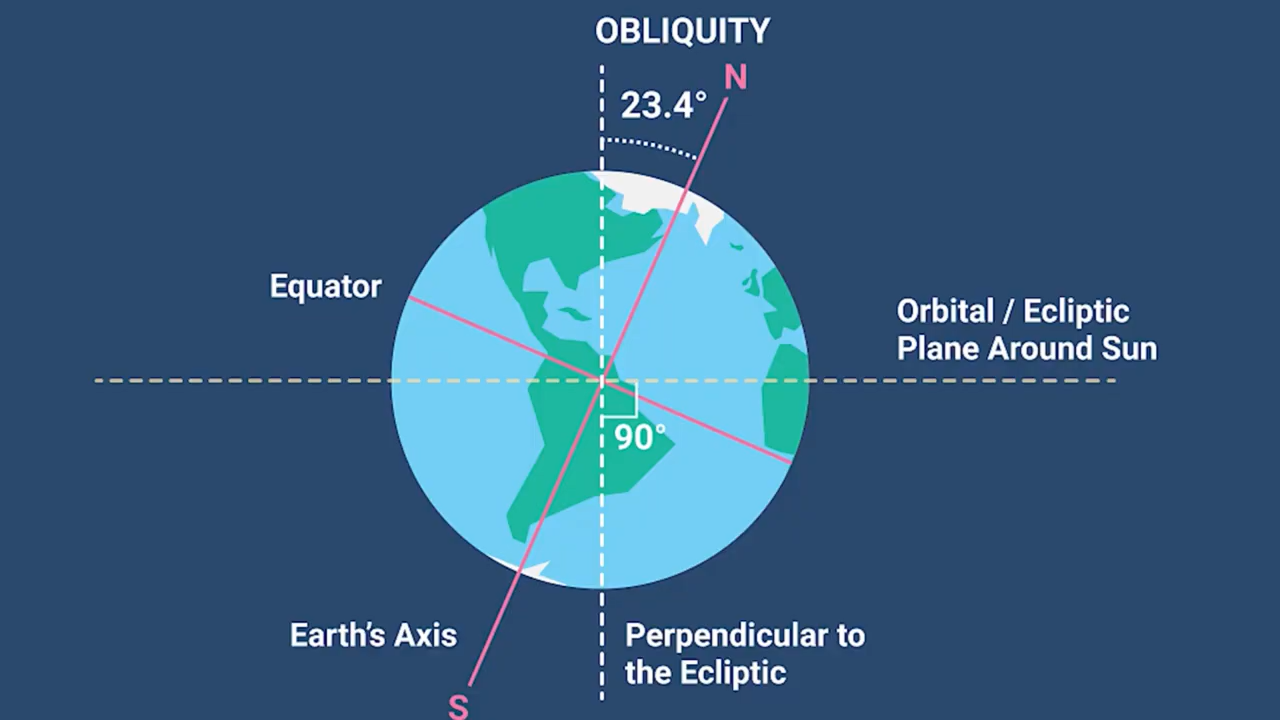 OBLIQUITY
N
23.4°
Equator
Orbital / Ecliptic
Plane Around Sun
90°
Earth’s Axis
Perpendicular to
the Ecliptic
S